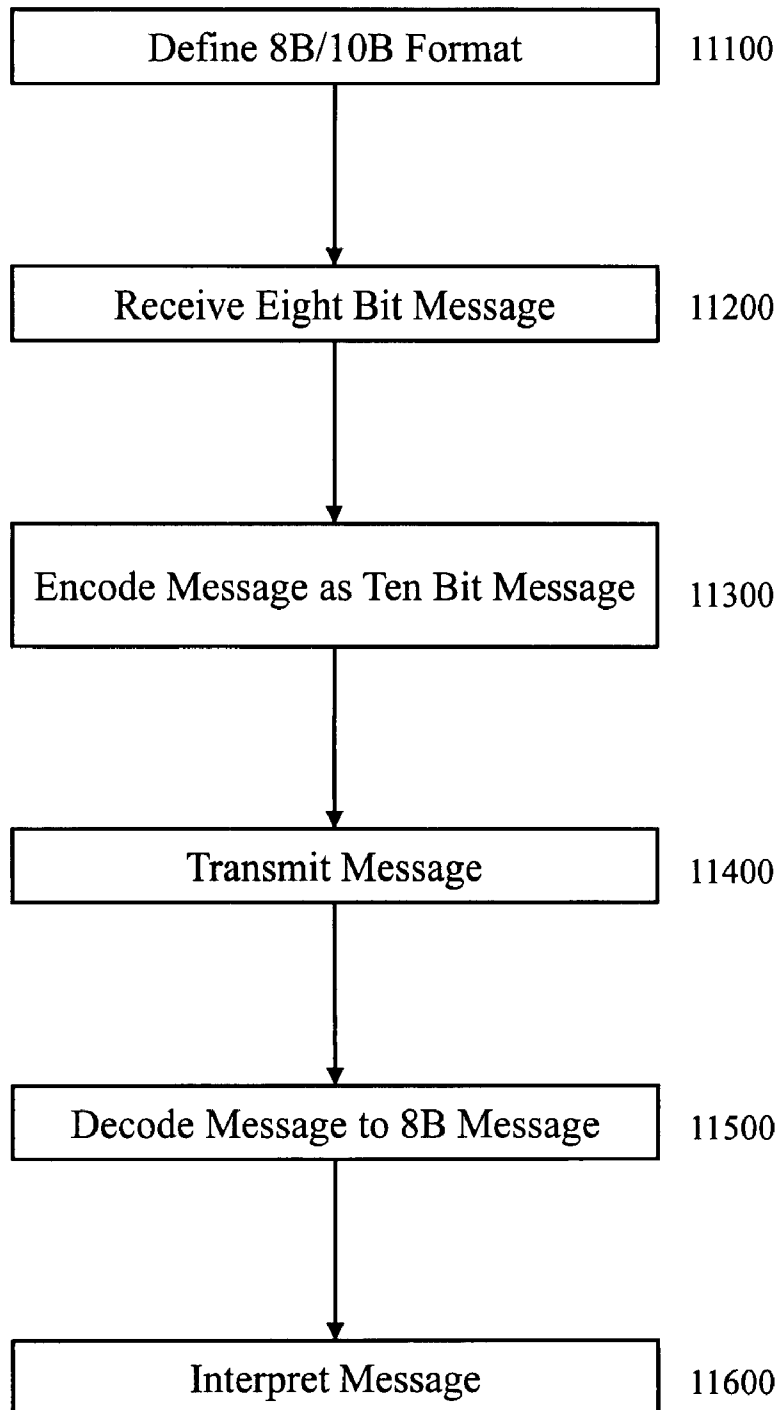 Define 8B/10B Format 11100
Receive Eight Bit Message 11200
Encode Message as Ten Bit Message 11300
Transmit Message 11400
Decode Message to 8B Message 11500
Interpret Message 11600